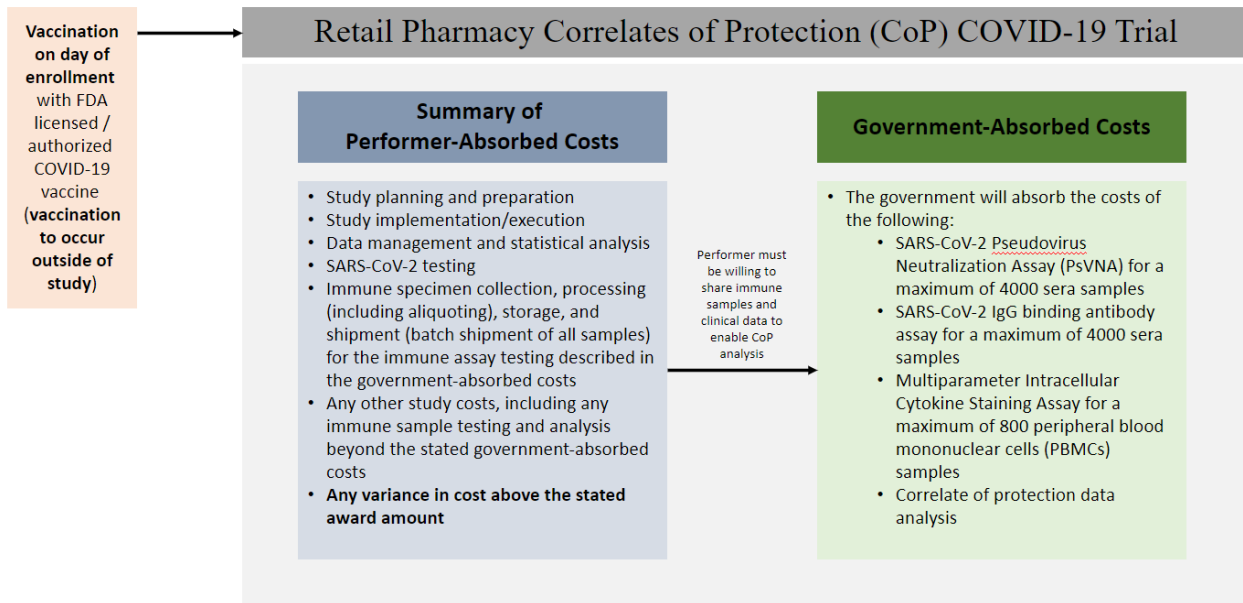 Vaccination
on day of
enrollment
with FDA
licensed /
authorized
COVID-19
vaccine
(vaccination
to occur
outside of
study)
Retail Pharmacy Correlates of Protection (CoP) COVID-19 Trial
Summary of
Performer-Absorbed Costs
• Study planning and preparation
• Study implementation/execution
• Data management and statistical analysis
• SARS-CoV-2 testing
• Immune specimen collection, processing
(including aliquoting), storage, and
shipment (batch shipment of all samples)
for the immune assay testing described in
the government-absorbed costs
• Any other study costs, including any
immune sample testing and analysis
beyond the stated government-absorbed
costs
• Any variance in cost above the stated
award amount
Performer must
be willing to
share immune
samples and
clinical data to
enable CoP
analysis
Government-Absorbed Costs
• The government will absorb the costs of
the following:
• SARS-CoV-2 Pseudovirus
Neutralization Assay (PsVNA) for a
maximum of 4000 sera samples
• SARS-CoV-2 IgG binding antibody
assay for a maximum of 4000 sera
samples
• Multiparameter Intracellular
Cytokine Staining Assay for a
maximum of 800 peripheral blood
mononuclear cells (PBMCs)
samples
• Correlate of protection data
analysis